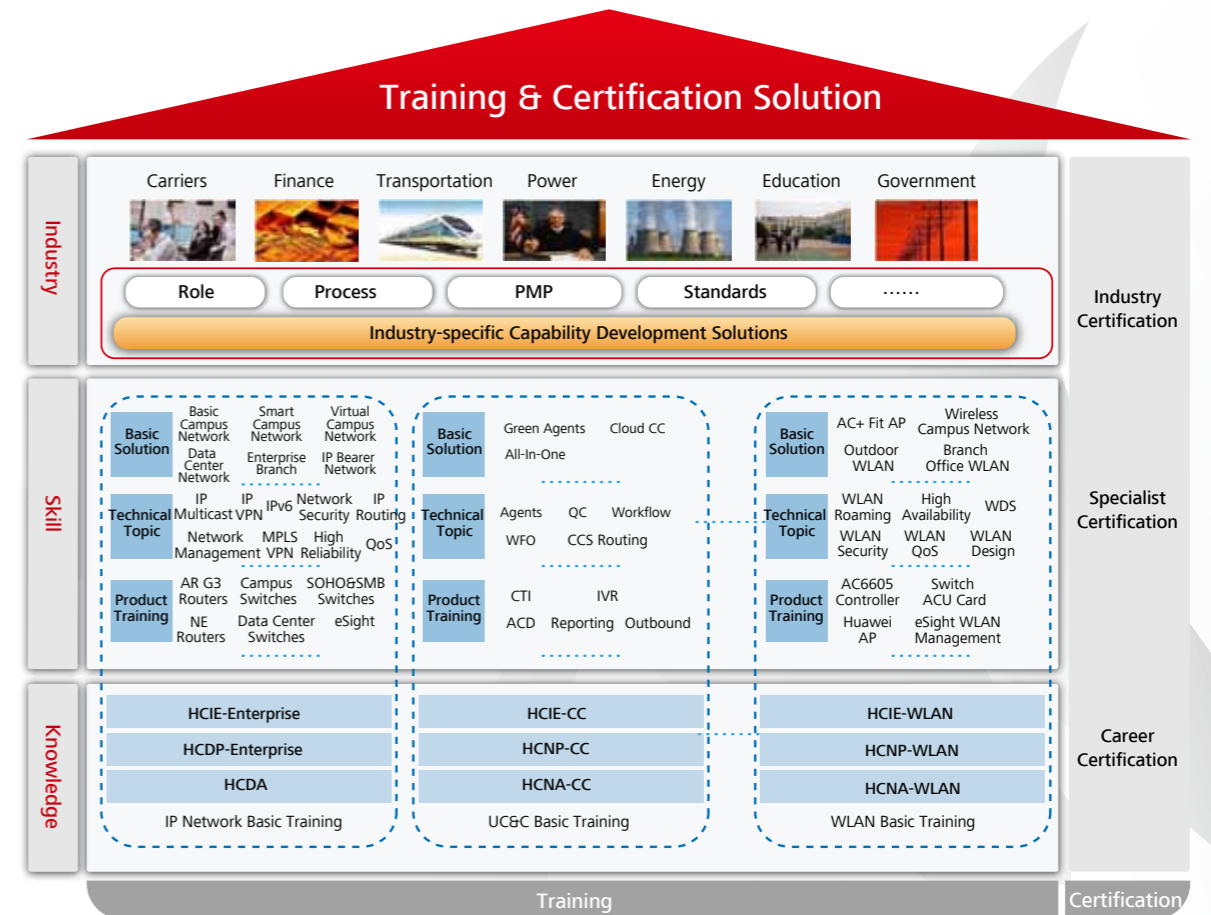 Training & Certification Solution
Industry
Carriers
Finance
Transportation
Power
Energy
Education
Government
Role
Process
PMP
Standards
......
Industry-specific Capability Development Solutions
Industry
Certification
Skill
Basic
Solution
Basic
Campus
Network
Smart
Campus
Network
Virtual
Campus
Network
Data
Center
Network
Enterprise
Branch
IP Bearer
Network
Technical
Topic
IP
Multicast
IP
VPN
IPv6
Network
Security
IP
Routing
Network
Management
MPLS
VPN
High
Reliability
QoS
Product
Training
AR G3
Routers
Campus
Switches
SOHO&SMB
Switches
NE
Routers
Data Center
Switches
eSight
Basic
Solution
Green Agents
Cloud CC
All-In-One
Technical
Topic
Agents
QC
Workflow
WFO
CCS Routing
Product
Training
CTI
IVR
ACD
Reporting
Outbound
Basic
Solution
AC+ Fit AP
Wireless
Campus Network
Outdoor
WLAN
Branch
Office WLAN
Technical
Topic
WLAN
Roaming
High
Availability
WDS
WLAN
Security
WLAN
QoS
WLAN
Design
Product
Training
AC6605
Controller
Switch
ACU Card
Huawei
AP
eSight WLAN
Management
Specialist
Certification
Knowledge
HCIE-Enterprise
HCDP-Enterprise
HCDA
IP Network Basic Training
HCIE-CC
HCNP-CC
HCNA-CC
UC&C Basic Training
HCIE-WLAN
HCNP-WLAN
HCNA-WLAN
WLAN Basic Training
Career
Certification
Training
Certification